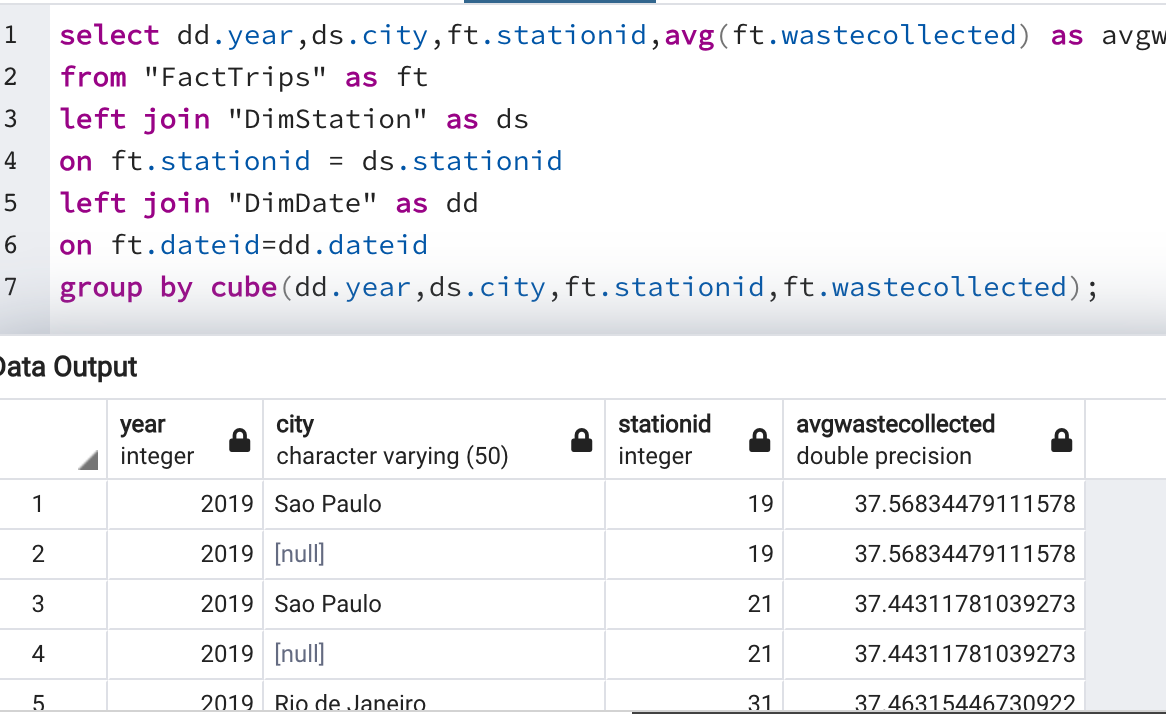 1 select dd.year,ds.city,ft.stationid,avg(ft.wastecollected) as avgw
2 from "FactTrips" as ft
3 left join "DimStation" as ds
4 on ft.stationid = ds.stationid
5 left join "DimDate" as dd
6 on ft.dateid=dd.dateid
7 group by cube(dd.year,ds.city,ft.stationid,ft.wastecollected);
Data Output
year city stationid avgwastecollected
integer character varying (50) integer double precision
1 2019 Sao Paulo 19 37.56834479111578
2 2019 [null] 19 37.56834479111578
3 2019 Sao Paulo 21 37.44311781039273
4 2019 [null] 21 37.44311781039273
5 2019 Rio de Janeiro 31 37.46315446730922